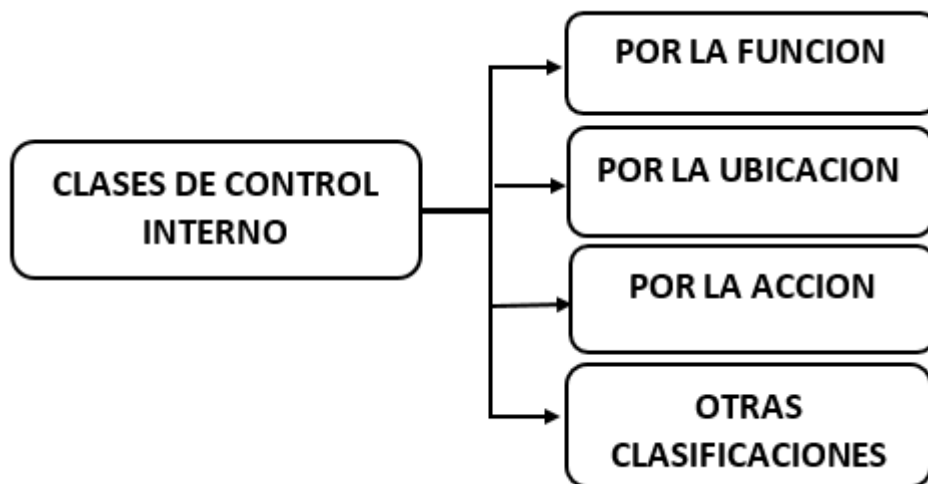 CLASES DE CONTROL
INTERNO
POR LA FUNCION
POR LA UBICACION
POR LA ACCION
OTRAS
CLASIFICACIONES